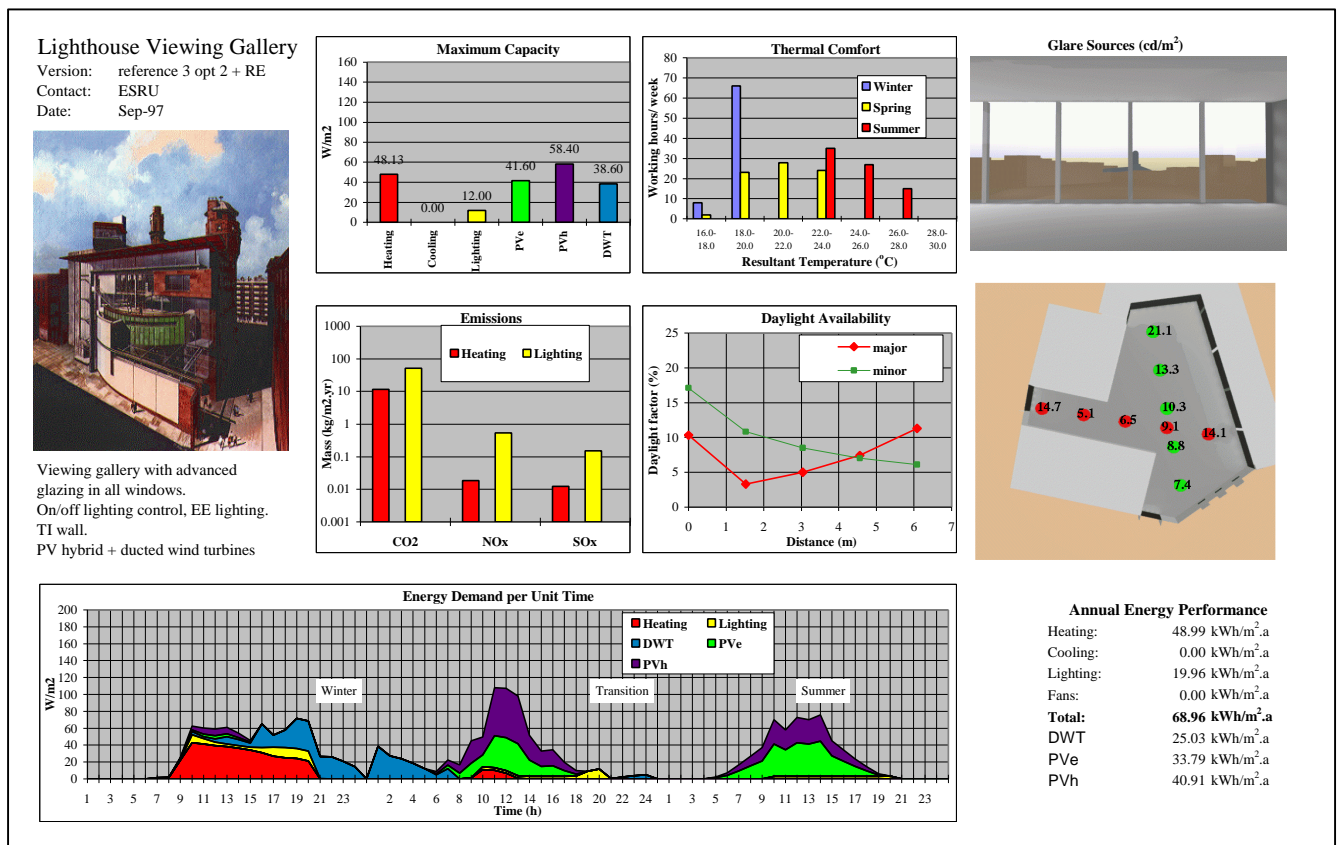 Lighthouse Viewing Gallery
Version: reference 3 opt 2 + RE
Contact: ESRU
Date: Sep-97
Viewing gallery with advanced
glazing in all windows.
On/off lighting control, EE lighting.
TI wall.
PV hybrid + ducted wind turbines
Maximum Capacity
W/m2
160
140
120
100
80
60
40
20
0
48.13
0.00
12.00
41.60
58.40
38.60
Heating
Cooling
Lighting
PVe
PVh
DWT
Thermal Comfort
Working hours/ week
80
70
60
50
40
30
20
10
0
Winter
Spring
Summer
16.0-
18.0
18.0-
20.0
20.0-
22.0
22.0-
24.0
24.0-
26.0
26.0-
28.0
28.0-
30.0
Resultant Temperature (°C)
Glare Sources (cd/m²)
Emissions
Mass (kg/m2.yr)
1000
100
10
1
0.1
0.01
0.001
Heating Lighting
CO2 NOx SOx
Daylight Availability
Daylight factor (%)
25
20
15
10
5
0
major
minor
0 1 2 3 4 5 6 7
Distance (m)
21.1
13.3
14.7
5.1
6.5
10.3
9.1
14.1
8.8
7.4
Energy Demand per Unit Time
W/m2
200
180
160
140
120
100
80
60
40
20
0
Heating Lighting
DWT PVe
PVh
Winter
Transition
Summer
1 3 5 7 9 11 13 15 17 19 21 23 2 4 6 8 10 12 14 16 18 20 22 24 1 3 5 7 9 11 13 15 17 19 21 23
Time (h)
Annual Energy Performance
Heating: 48.99 kWh/m².a
Cooling: 0.00 kWh/m².a
Lighting: 19.96 kWh/m².a
Fans: 0.00 kWh/m².a
Total: 68.96 kWh/m².a
DWT 25.03 kWh/m².a
PVe 33.79 kWh/m².a
PVh 40.91 kWh/m².a